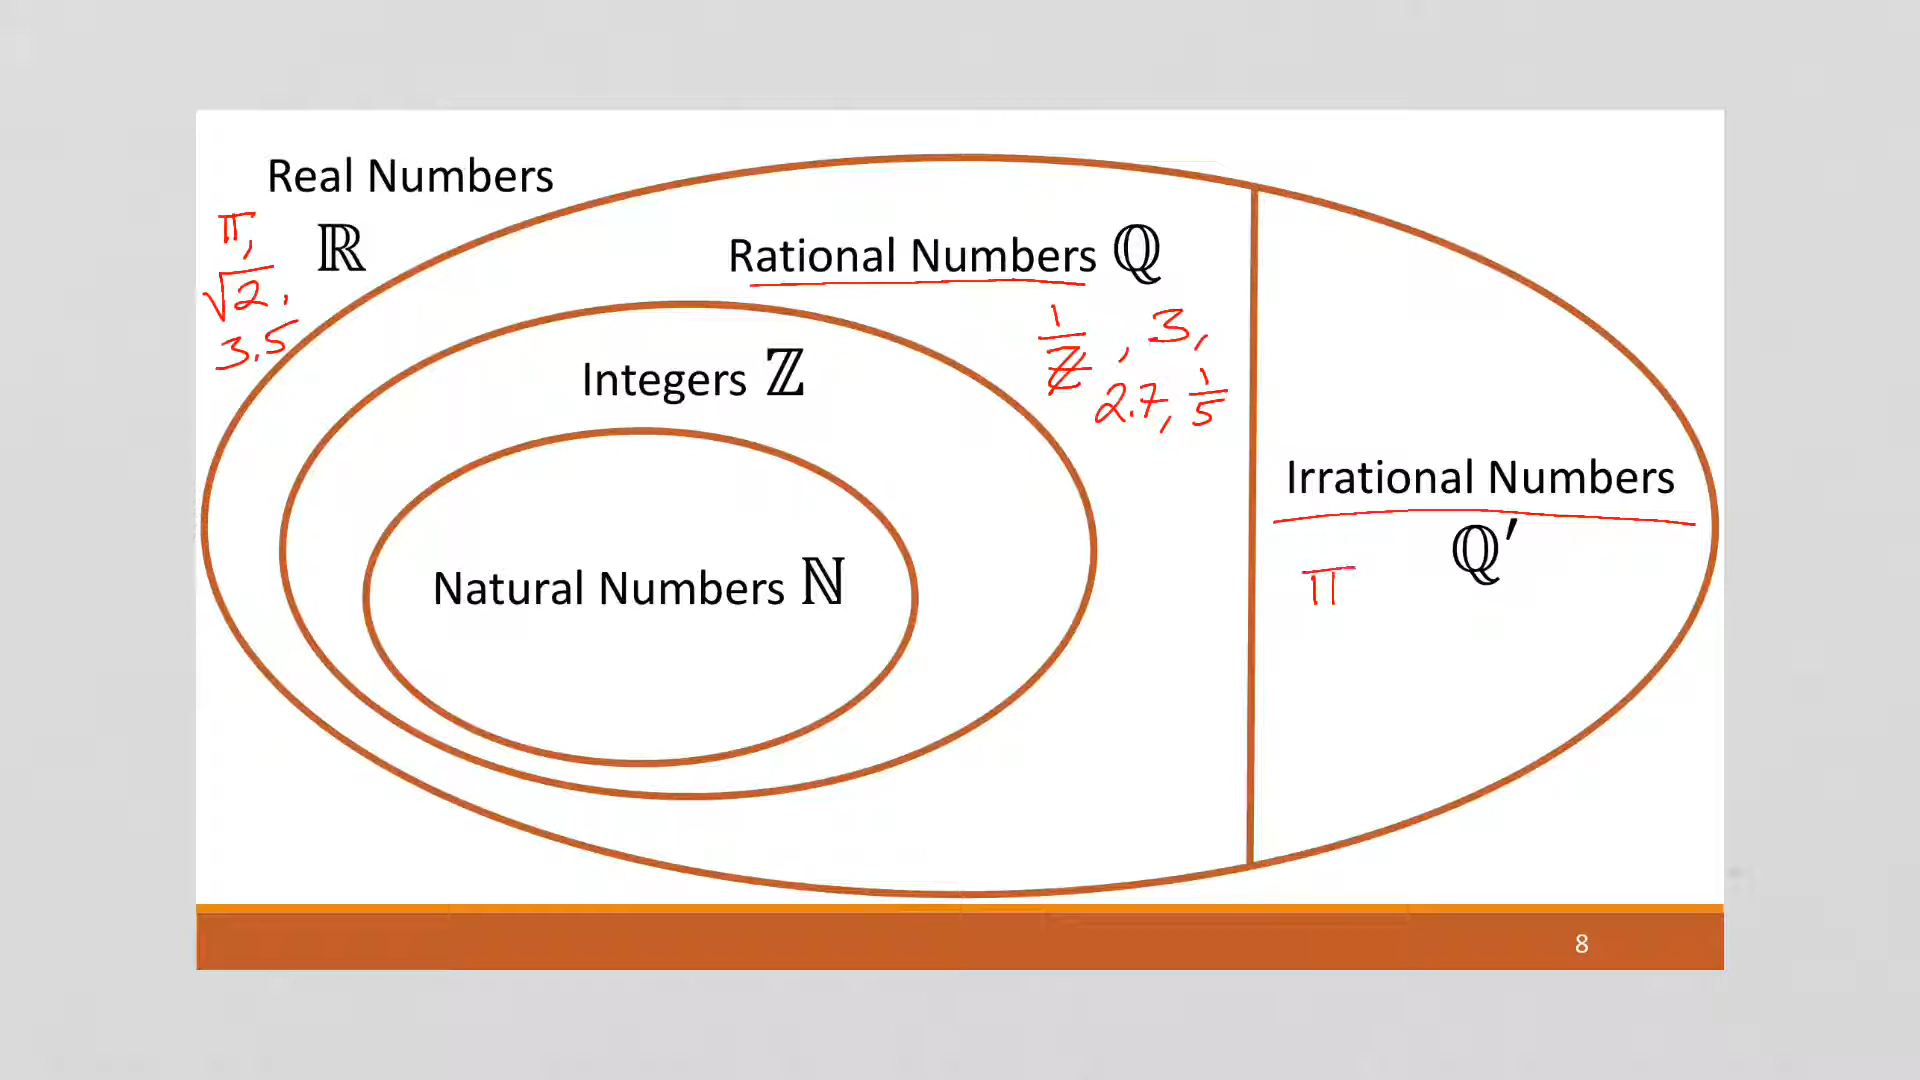 Real Numbers
ℝ
π,
√2,
3.5
Rational Numbers ℚ
1/2, 3,
2.7, 1/5
Integers ℤ
Natural Numbers ℕ
Irrational Numbers
ℚ′
π
8